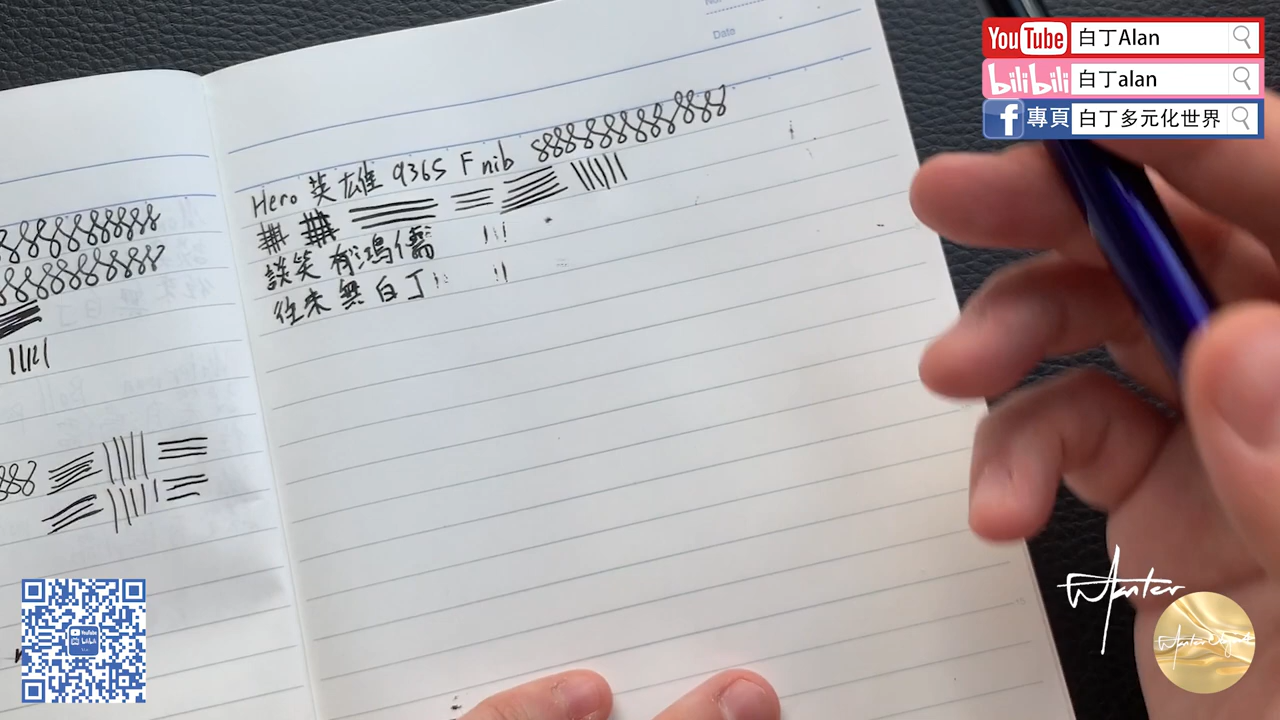 YouTube 白丁Alan
bilibili 白丁alan
f 專頁 白丁多元化世界
Date
Hero 英雄 9365 F nib
談笑有鴻儒
往來無白丁